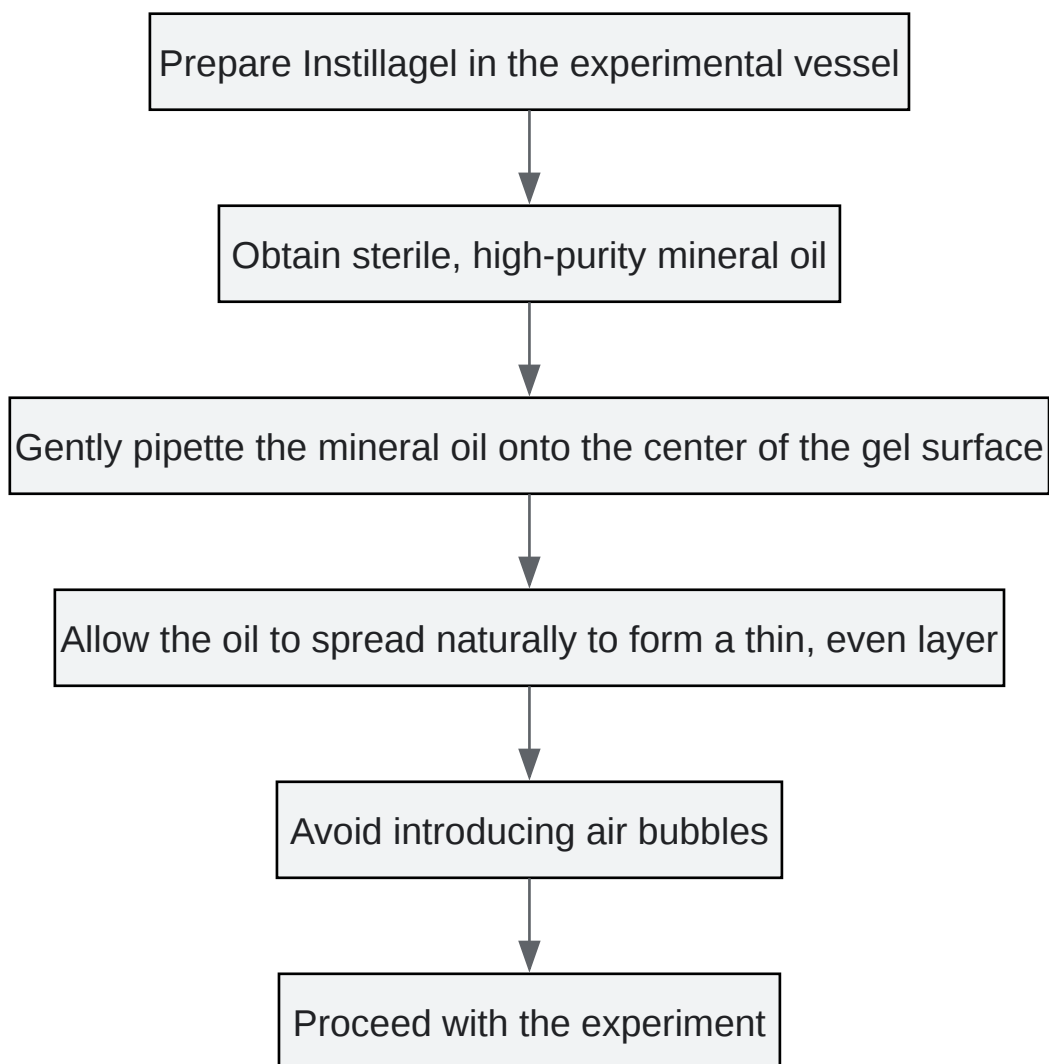 Prepare Instillagel in the experimental vessel
Obtain sterile, high-purity mineral oil
Gently pipette the mineral oil onto the center of the gel surface
Allow the oil to spread naturally to form a thin, even layer
Avoid introducing air bubbles
Proceed with the experiment